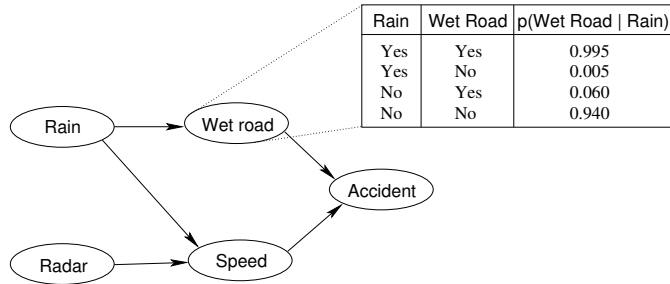 Rain Wet Road p(Wet Road | Rain)
Yes Yes 0.995
Yes No 0.005
No Yes 0.060
No No 0.940
Rain
Wet road
Accident
Radar
Speed